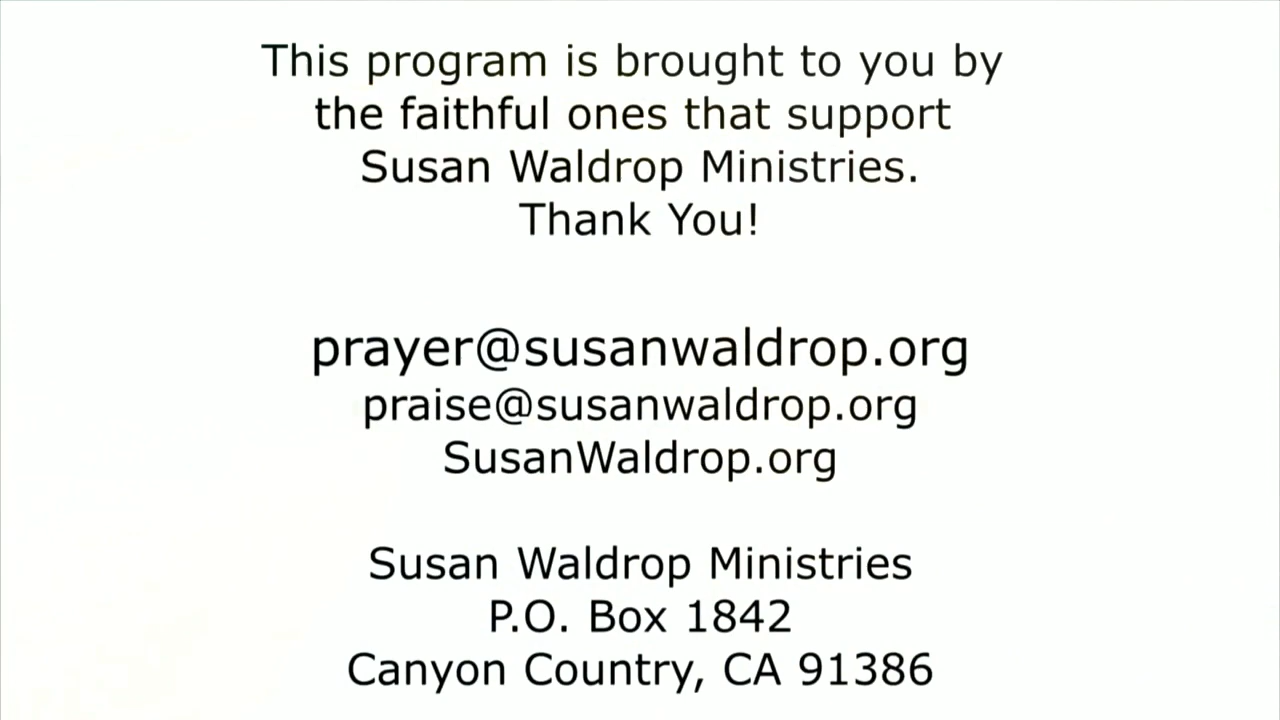 This program is brought to you by
the faithful ones that support
Susan Waldrop Ministries.
Thank You!
prayer@susanwaldrop.org
praise@susanwaldrop.org
SusanWaldrop.org
Susan Waldrop Ministries
P.O. Box 1842
Canyon Country, CA 91386